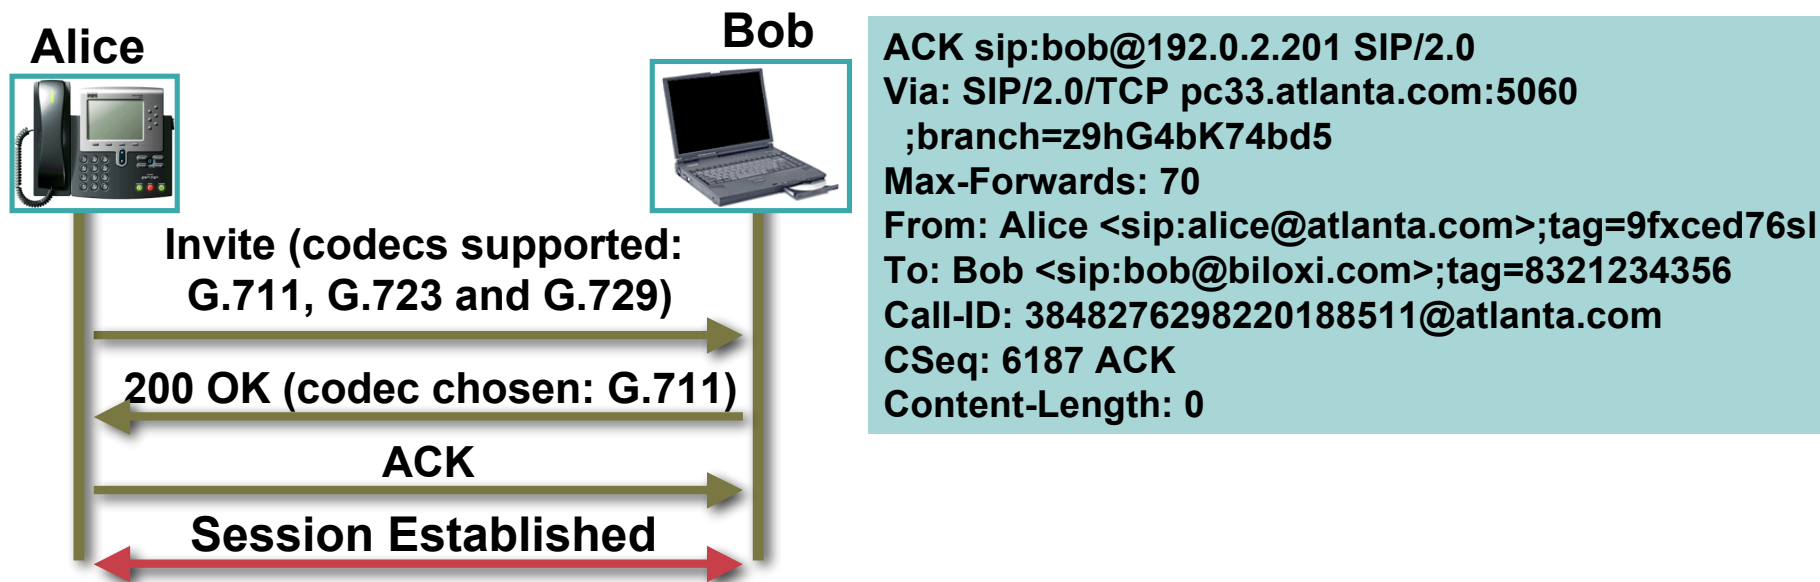 Alice
Bob
Invite (codecs supported:
G.711, G.723 and G.729)
200 OK (codec chosen: G.711)
ACK
Session Established
ACK sip:bob@192.0.2.201 SIP/2.0
Via: SIP/2.0/TCP pc33.atlanta.com:5060
;branch=z9hG4bK74bd5
Max-Forwards: 70
From: Alice <sip:alice@atlanta.com>;tag=9fxced76sl
To: Bob <sip:bob@biloxi.com>;tag=8321234356
Call-ID: 3848276298220188511@atlanta.com
CSeq: 6187 ACK
Content-Length: 0